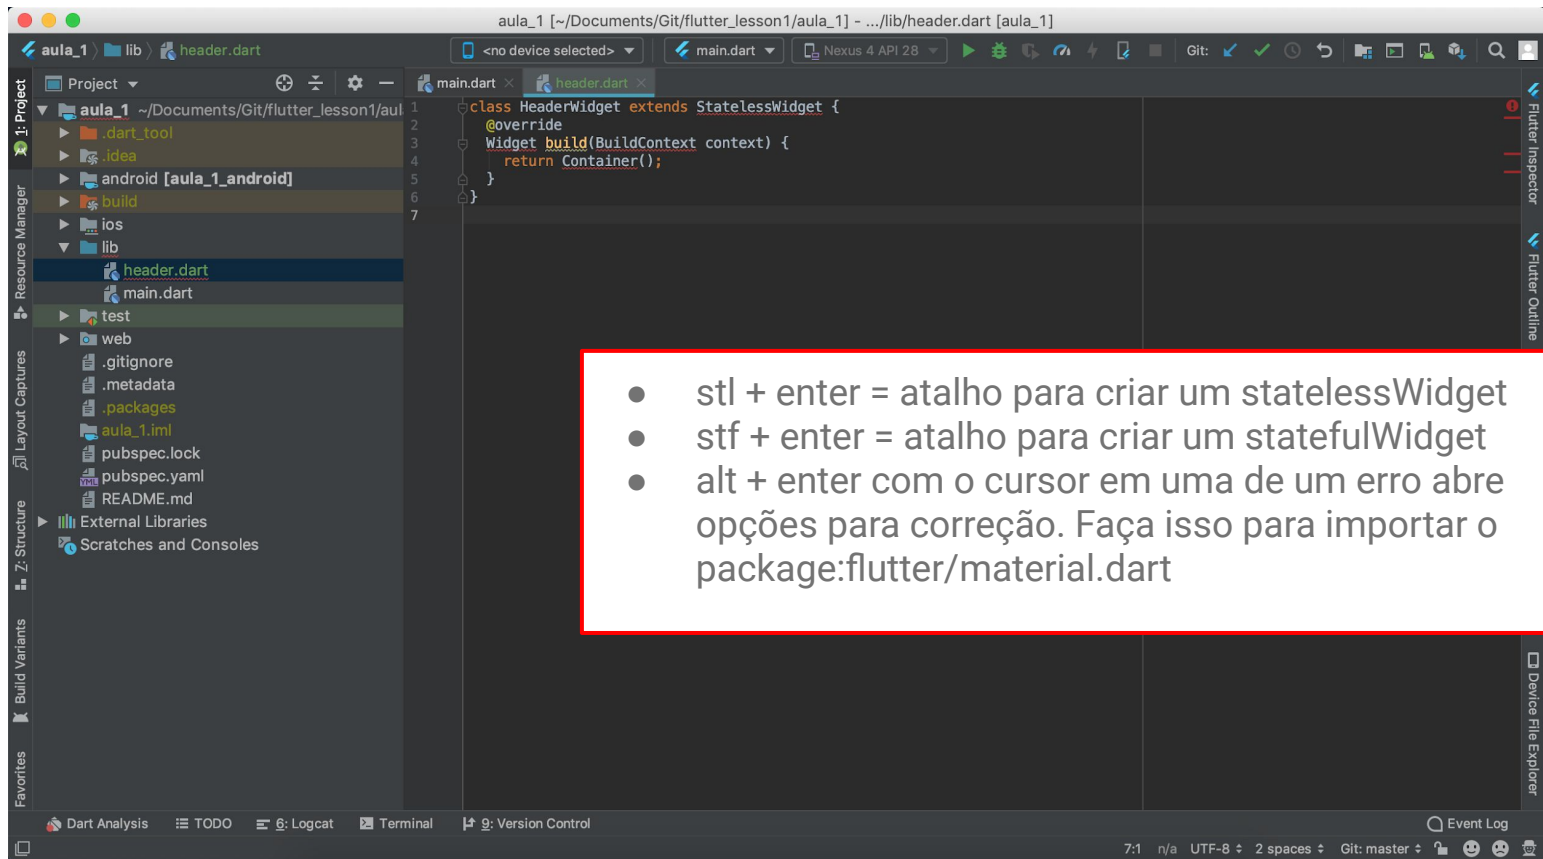 aula_1 [~/Documents/Git/flutter_lesson1/aula_1] - .../lib/header.dart [aula_1]
aula_1 lib header.dart
<no device selected> main.dart Nexus 4 API 28 Git:
Project
main.dart header.dart
1: Project
Resource Manager
Layout Captures
Z: Structure
Build Variants
Favorites
aula_1 ~/Documents/Git/flutter_lesson1/aul
.dart_tool
.idea
android [aula_1_android]
build
ios
lib
header.dart
main.dart
test
web
.gitignore
.metadata
.packages
aula_1.iml
pubspec.lock
pubspec.yaml
README.md
External Libraries
Scratches and Consoles
1 class HeaderWidget extends StatelessWidget {
2 @override
3 Widget build(BuildContext context) {
4 return Container();
5 }
6 }
7
● stl + enter = atalho para criar um statelessWidget
● stf + enter = atalho para criar um statefulWidget
● alt + enter com o cursor em uma de um erro abre
opções para correção. Faça isso para importar o
package:flutter/material.dart
Flutter Inspector
Flutter Outline
Device File Explorer
Dart Analysis TODO 6: Logcat Terminal 9: Version Control Event Log
7:1 n/a UTF-8 2 spaces Git: master